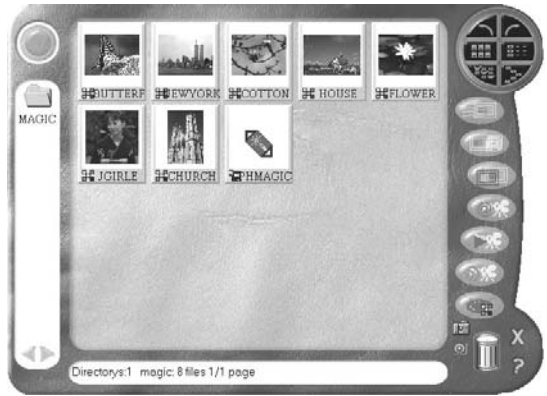 BUTTERF
NEWYORK
COTTON
HOUSE
FLOWER
MAGIC
JGIRLE
CHURCH
PHMAGIC
X
?
Directorys:1 magic: 8 files 1/1 page